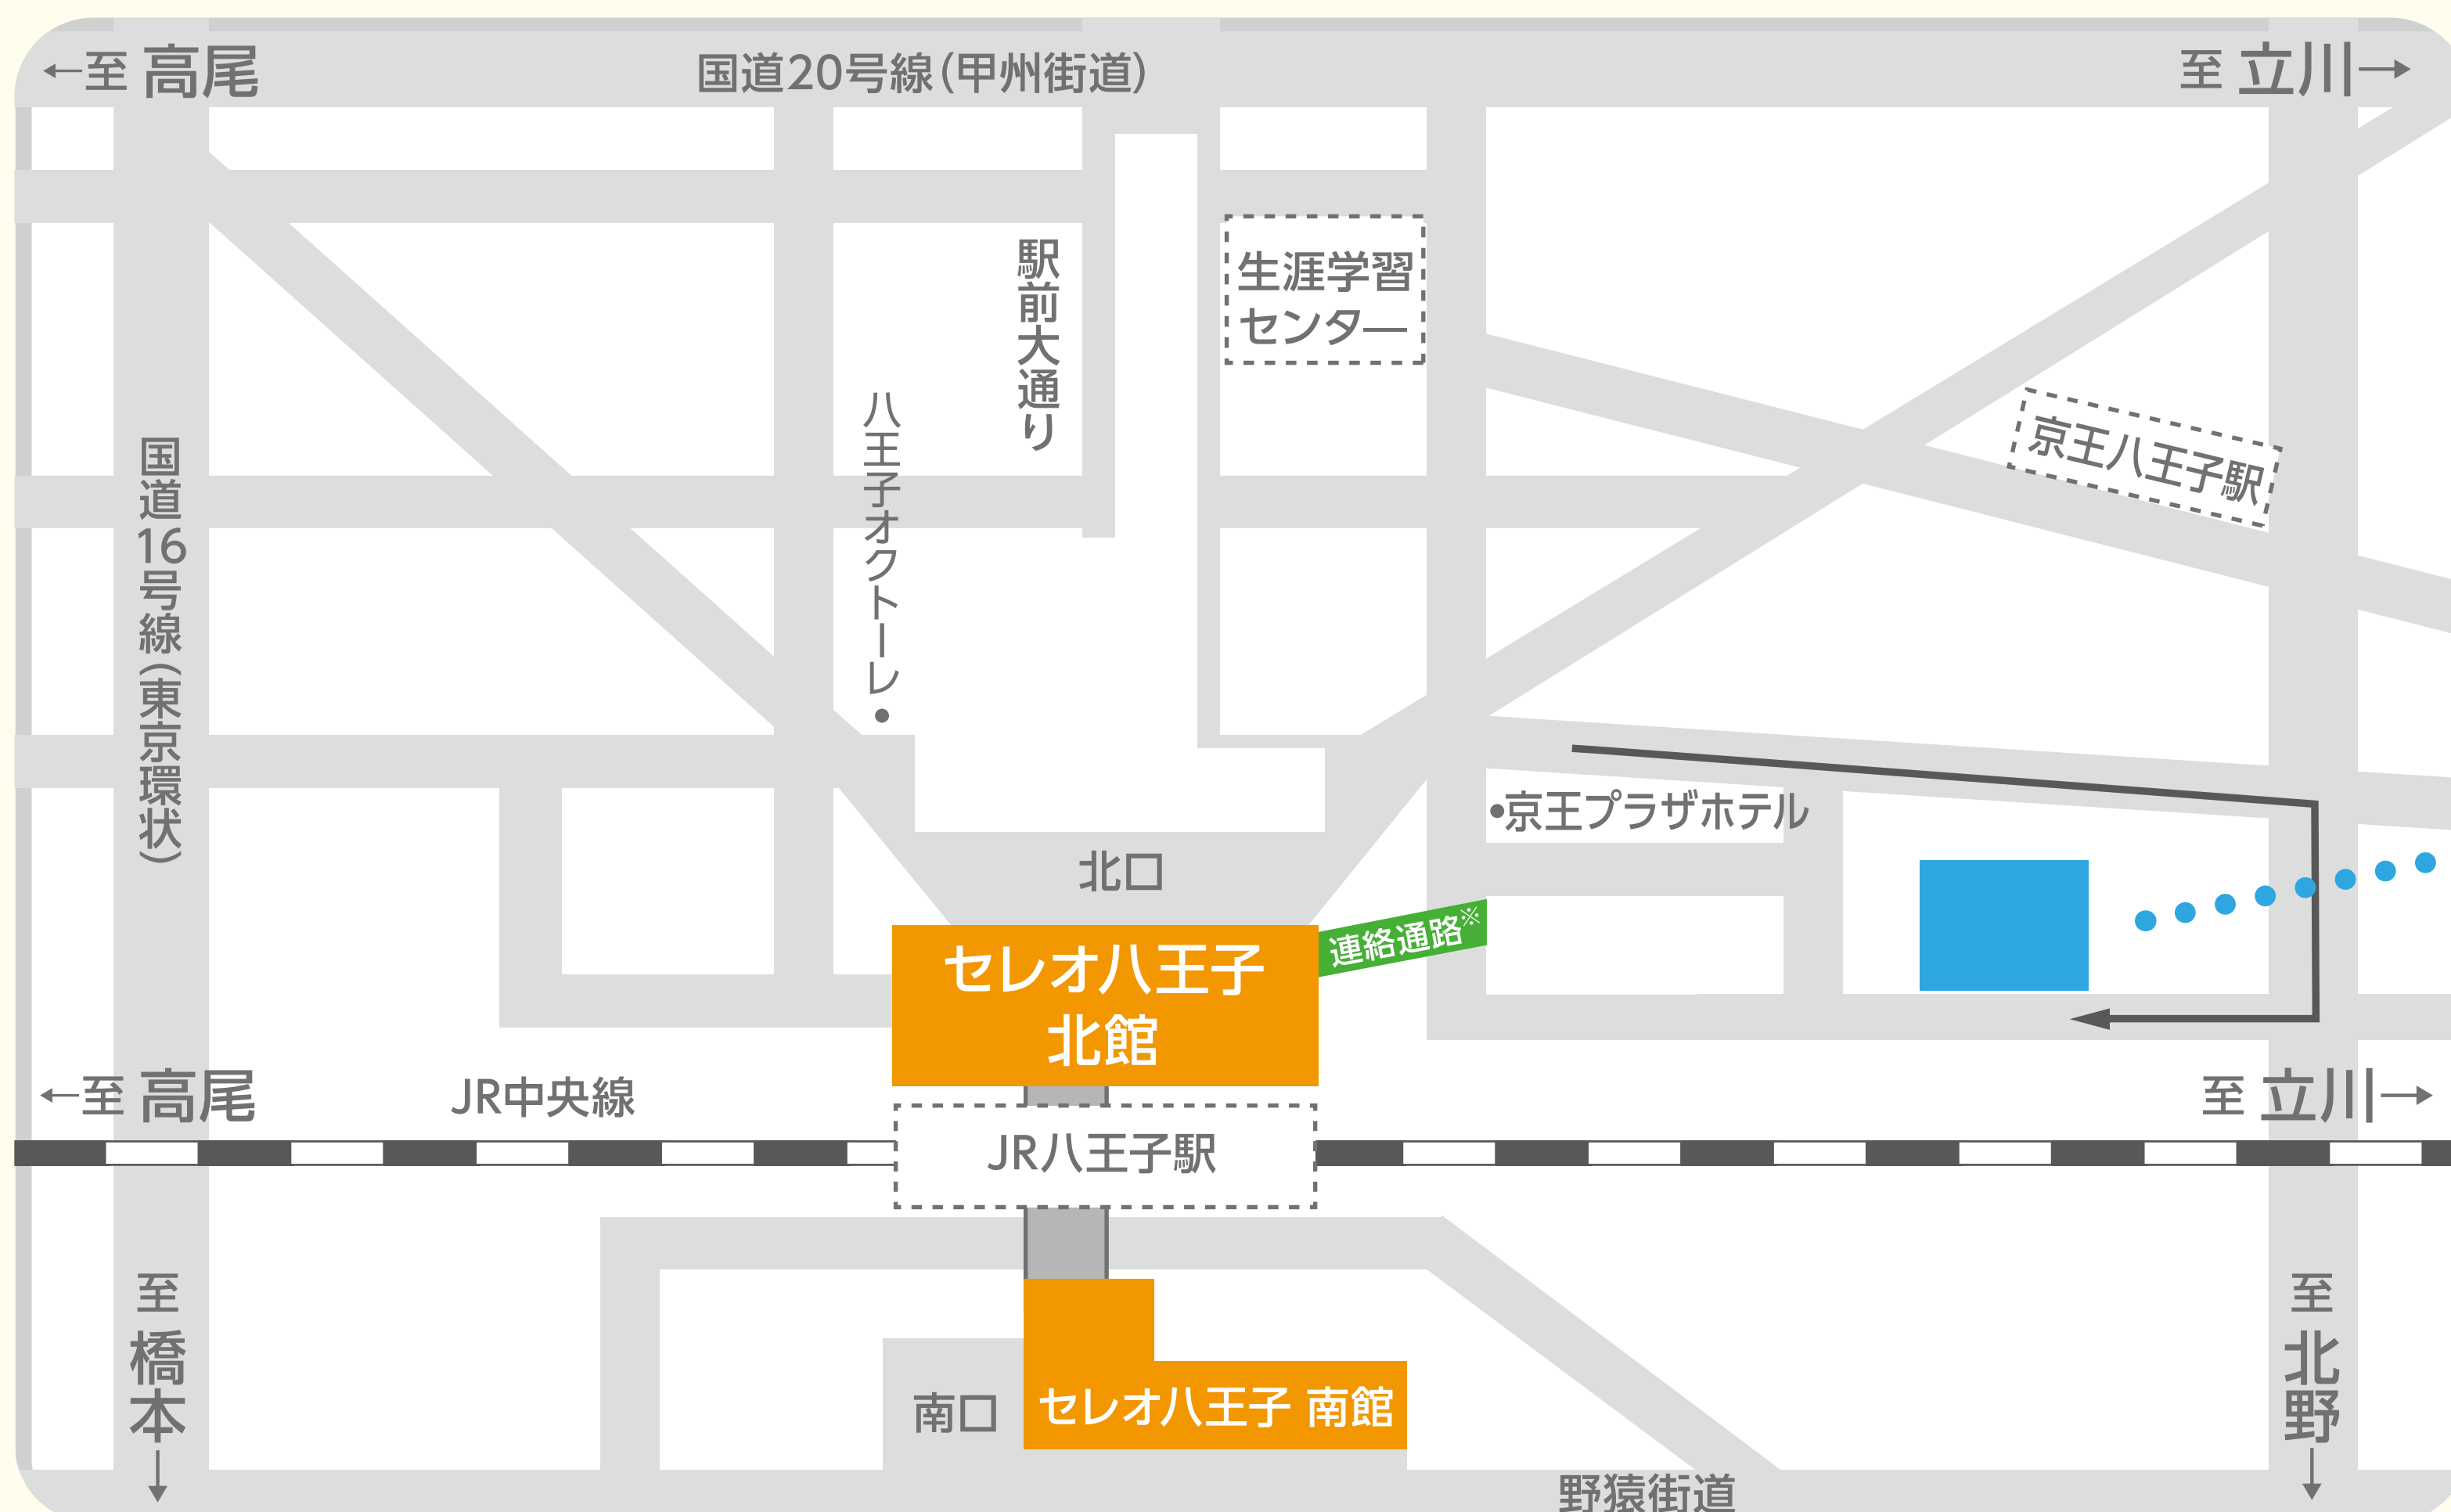 至 高尾
国道20号線(甲州街道)
至 立川
駅前大通り
生涯学習
センター
八王子オクトーレ
京王八王子駅
国道16号線(東京環状)
京王プラザホテル
北口
連絡通路※
セレオ八王子
北館
至 高尾
JR中央線
至 立川
JR八王子駅
至 橋本
至 北野
南口
セレオ八王子 南館
野猿街道